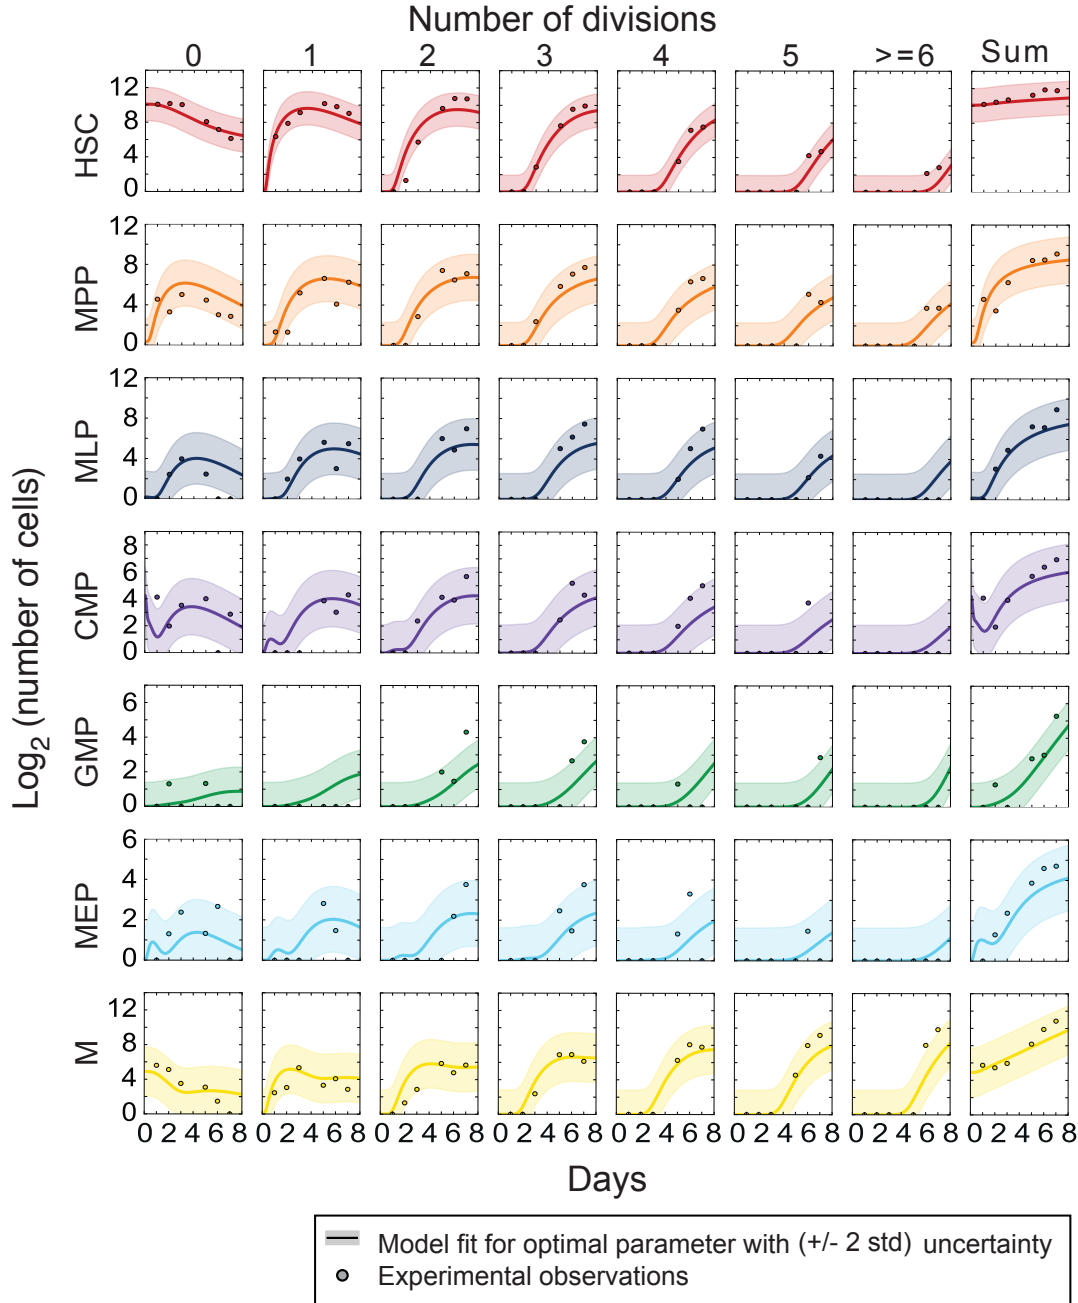 Number of divisions
0 1 2 3 4 5 >=6 Sum
HSC
12
8
4
0
MPP
12
8
4
0
MLP
12
8
4
0
CMP
8
6
4
2
0
GMP
6
4
2
0
MEP
6
4
2
0
M
12
8
4
0
Log2 (number of cells)
0 2 4 6 8 0 2 4 6 8 0 2 4 6 8 0 2 4 6 8 0 2 4 6 8 0 2 4 6 8 0 2 4 6 8 0 2 4 6 8
Days
Model fit for optimal parameter with (+/- 2 std) uncertainty
Experimental observations